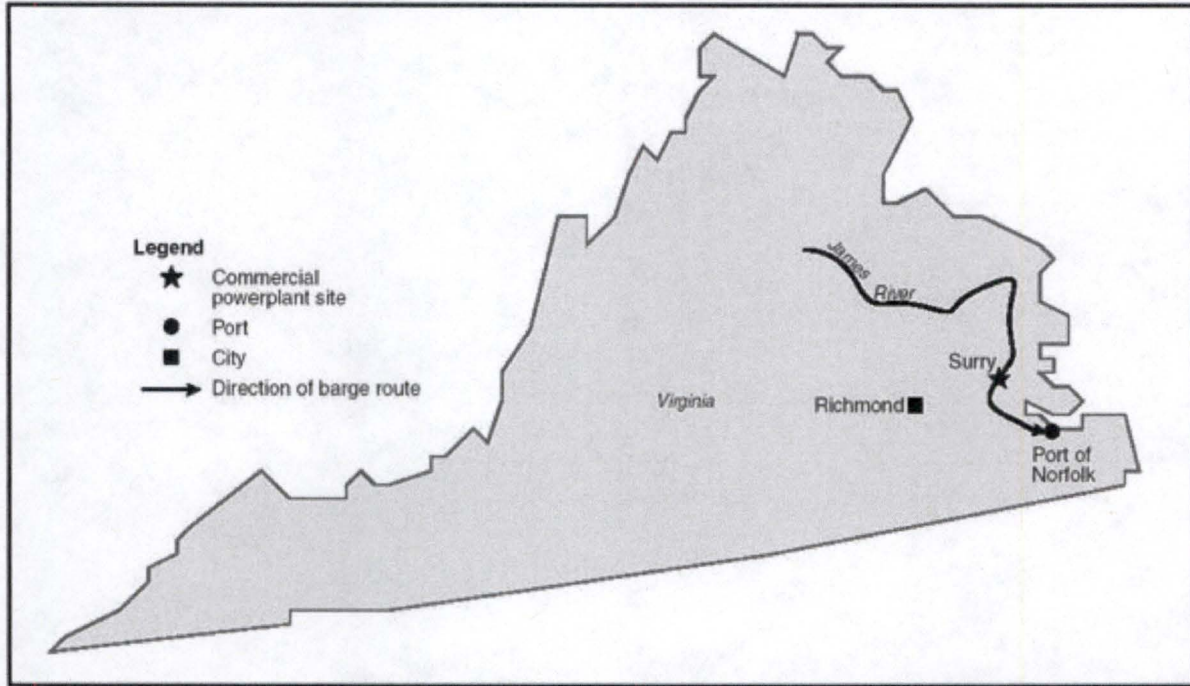 Legend
Commercial
powerplant site
Port
City
Direction of barge route
James
River
Surry
Virginia
Richmond
Port of
Norfolk